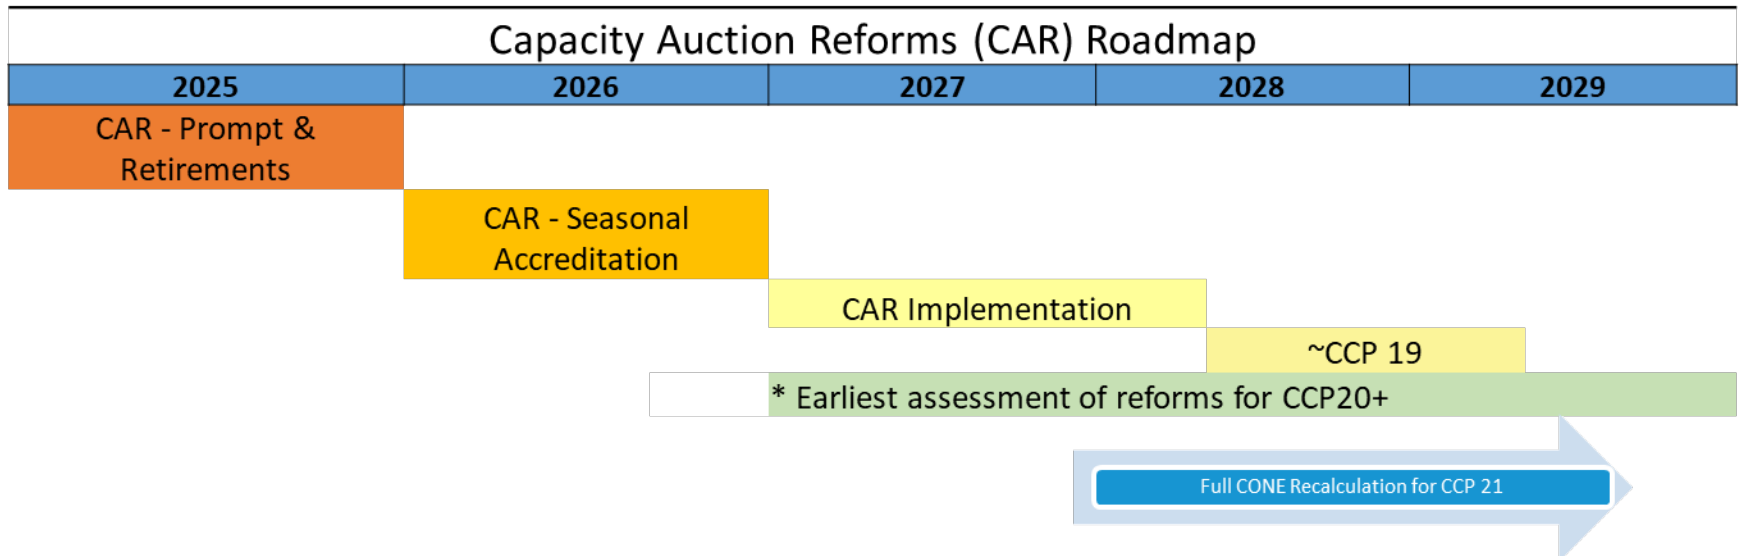 Capacity Auction Reforms (CAR) Roadmap
2025 2026 2027 2028 2029
CAR - Prompt &
Retirements
CAR - Seasonal
Accreditation
CAR Implementation
~CCP 19
* Earliest assessment of reforms for CCP20+
Full CONE Recalculation for CCP 21